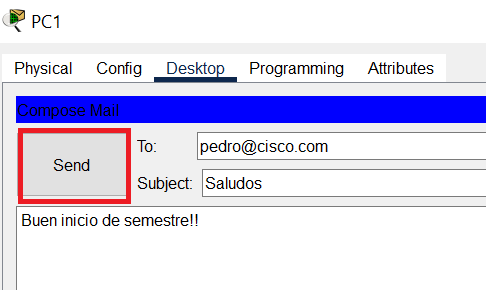 PC1
Physical Config Desktop Programming Attributes
Compose Mail
Send
To: pedro@cisco.com
Subject: Saludos
Buen inicio de semestre!!